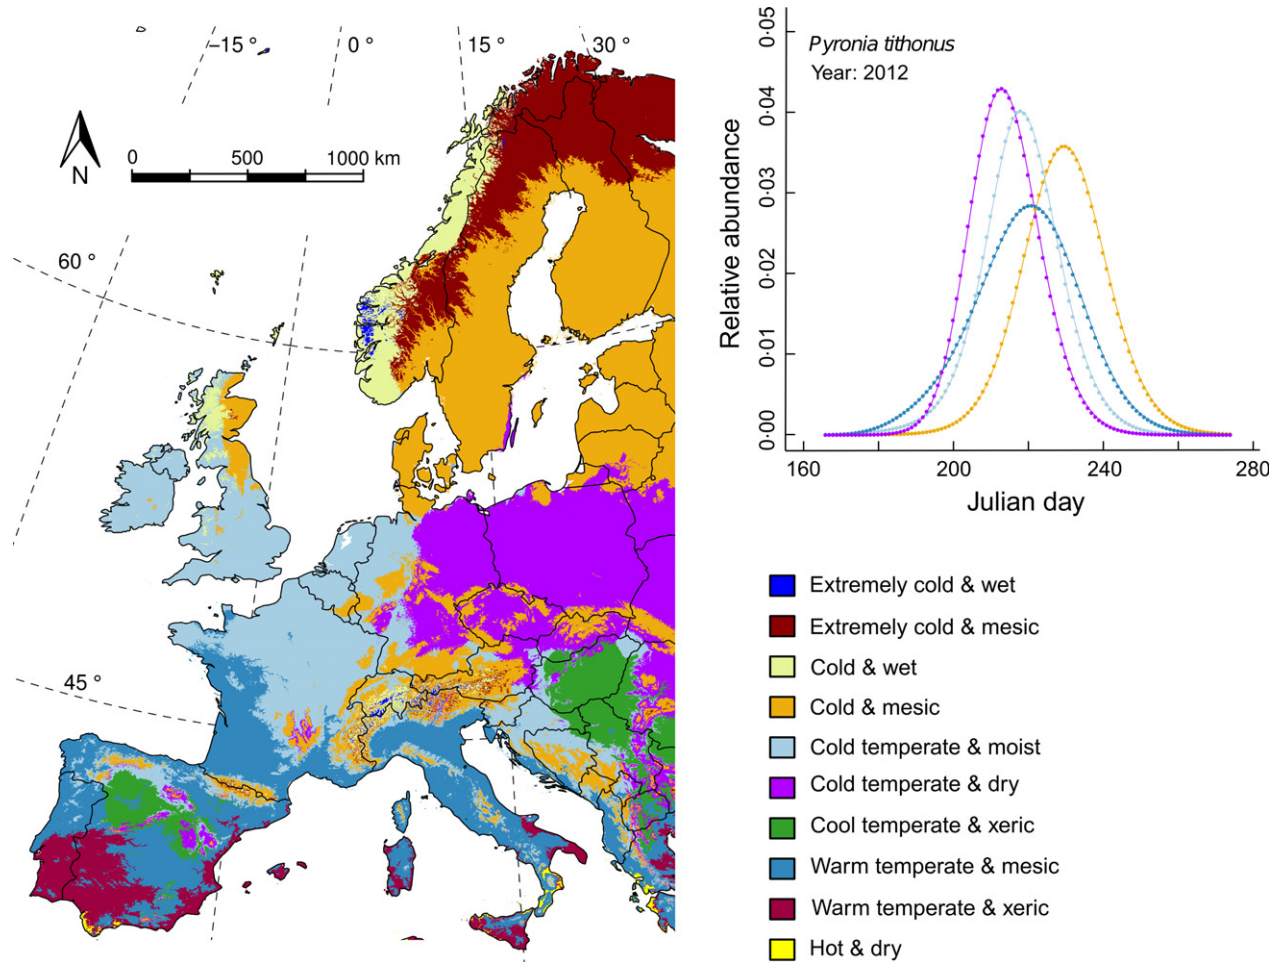 −15 °
0 °
15 °
30 °
N
0
500
1000 km
60 °
45 °
Pyronia tithonus
Year: 2012
Relative abundance
0·05
0·04
0·03
0·02
0·01
0·00
160
200
240
280
Julian day
Extremely cold & wet
Extremely cold & mesic
Cold & wet
Cold & mesic
Cold temperate & moist
Cold temperate & dry
Cool temperate & xeric
Warm temperate & mesic
Warm temperate & xeric
Hot & dry